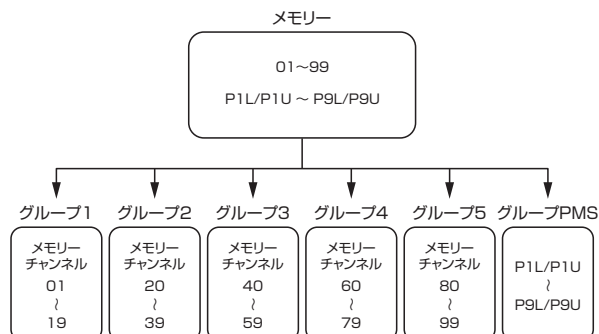 メモリー
01～99
P1L/P1U ～ P9L/P9U
グループ1
メモリー
チャンネル
01
～
19
グループ2
メモリー
チャンネル
20
～
39
グループ3
メモリー
チャンネル
40
～
59
グループ4
メモリー
チャンネル
60
～
79
グループ5
メモリー
チャンネル
80
～
99
グループPMS
P1L/P1U
～
P9L/P9U